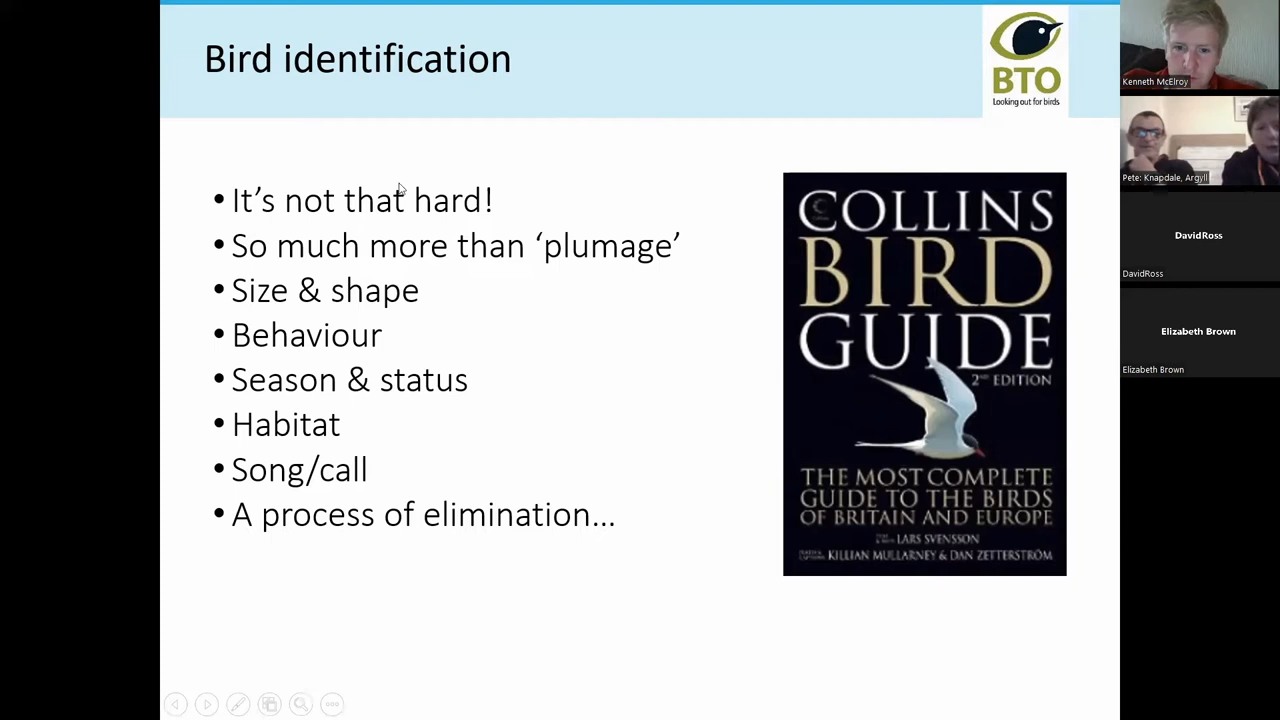 Bird identification
BTO
Looking out for birds
• It's not that hard!
• So much more than ‘plumage’
• Size & shape
• Behaviour
• Season & status
• Habitat
• Song/call
• A process of elimination...
COLLINS
BIRD
GUIDE
2ND EDITION
THE MOST COMPLETE
GUIDE TO THE BIRDS
OF BRITAIN AND EUROPE
LARS SVENSSON
KILLIAN MULLARNEY & DAN ZETTERSTRÖM
Kenneth McElroy
Pete: Knapdale, Argyll
DavidRoss
DavidRoss
Elizabeth Brown
Elizabeth Brown